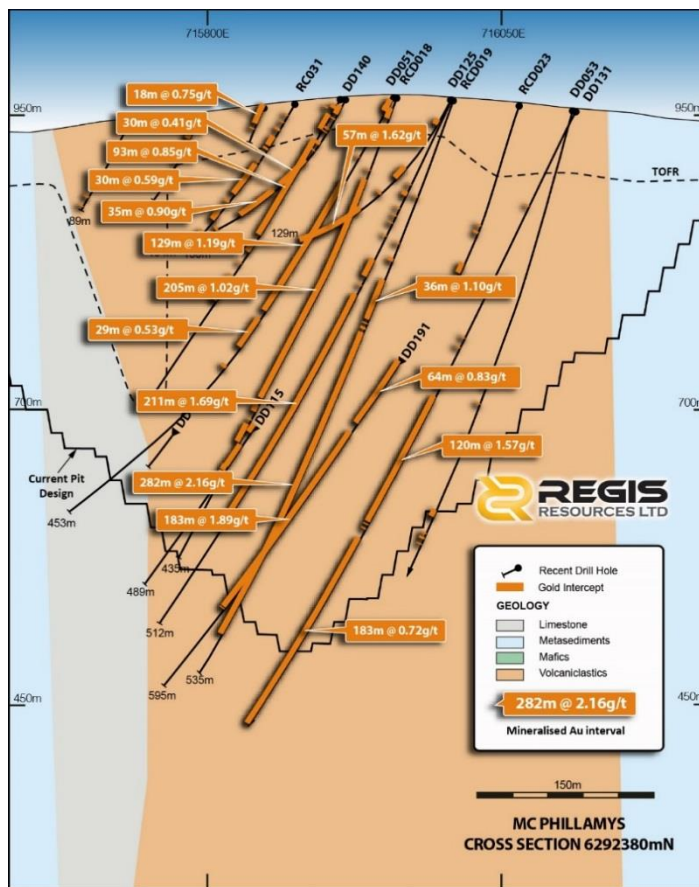 715800E
716050E
RC031
DD140
DD051
RCD018
DD125
RCD019
RCD023
DD053
DD131
950m
950m
18m @ 0.75g/t
30m @ 0.41g/t
93m @ 0.85g/t
30m @ 0.59g/t
35m @ 0.90g/t
57m @ 1.62g/t
TOFR
89m
129m
129m @ 1.19g/t
205m @ 1.02g/t
36m @ 1.10g/t
29m @ 0.53g/t
DD191
64m @ 0.83g/t
211m @ 1.69g/t
700m
700m
Current Pit
Design
120m @ 1.57g/t
282m @ 2.16g/t
183m @ 1.89g/t
453m
435m
489m
512m
595m
535m
183m @ 0.72g/t
450m
450m
REGIS
RESOURCES LTD
Recent Drill Hole
Gold Intercept
GEOLOGY
Limestone
Metasediments
Mafics
Volcaniclastics
282m @ 2.16g/t
Mineralised Au interval
150m
MC PHILLAMYS
CROSS SECTION 6292380mN